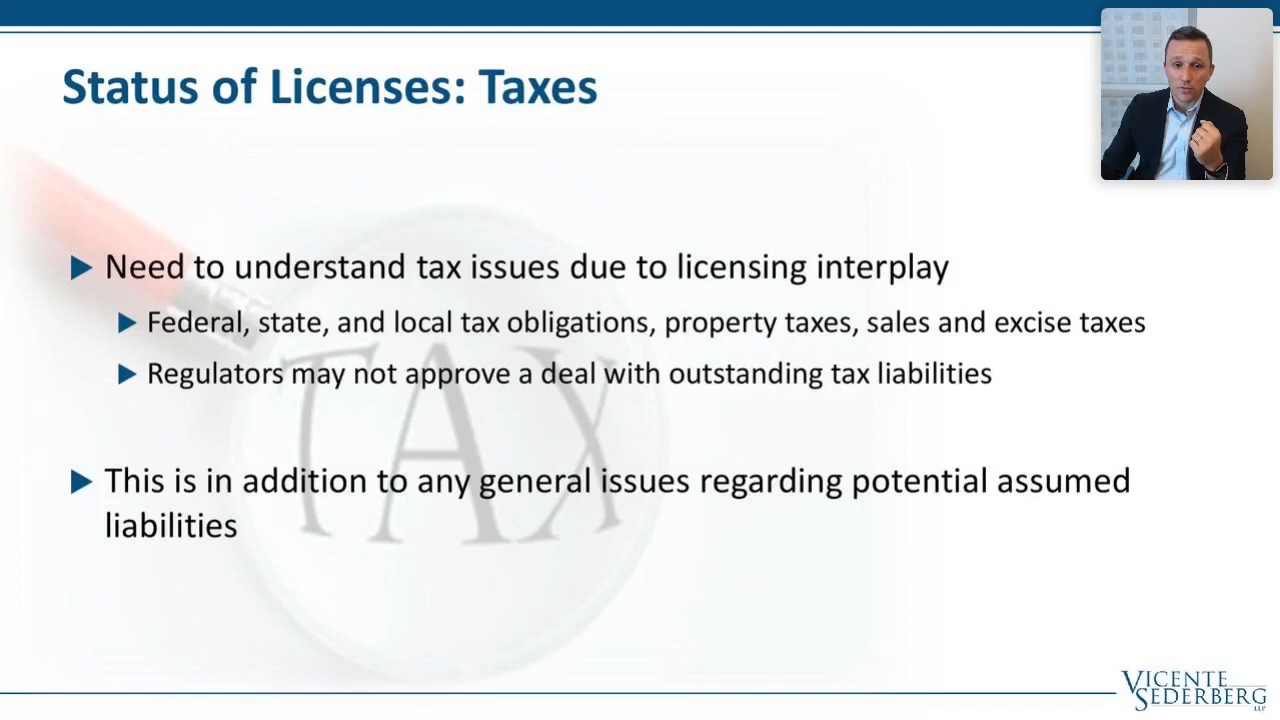 Status of Licenses: Taxes
Need to understand tax issues due to licensing interplay
Federal, state, and local tax obligations, property taxes, sales and excise taxes
Regulators may not approve a deal with outstanding tax liabilities
TAX
This is in addition to any general issues regarding potential assumed
liabilities
VICENTE
SEDERBERG
LLP